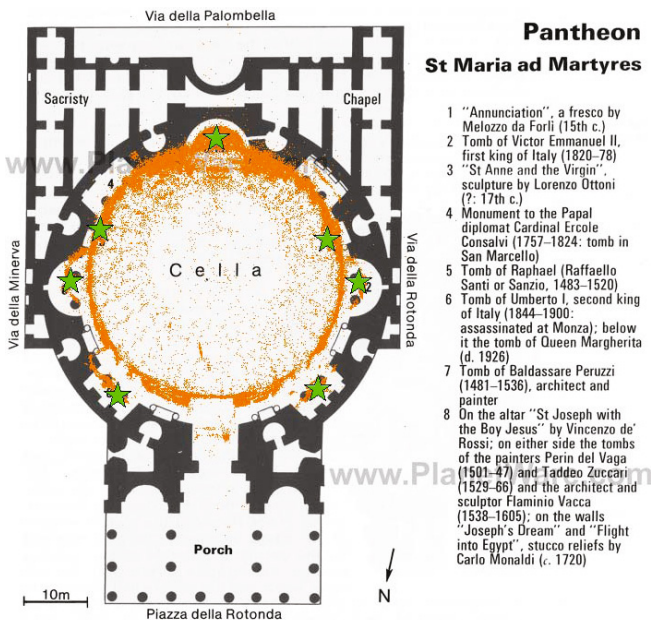 Via della Palombella
Pantheon
St Maria ad Martyres
Sacristy
Chapel
1 "Annunciation", a fresco by
Melozzo da Forli (15th c.)
2 Tomb of Victor Emmanuel II,
first king of Italy (1820–78)
3 "St Anne and the Virgin",
sculpture by Lorenzo Ottoni
(?: 17th c.)
4 Monument to the Papal
diplomat Cardinal Ercole
Consalvi (1757–1824: tomb in
San Marcello)
5 Tomb of Raphael (Raffaello
Santi or Sanzio, 1483–1520)
6 Tomb of Umberto I, second king
of Italy (1844–1900:
assassinated at Monza); below
it the tomb of Queen Margherita
(d. 1926)
7 Tomb of Baldassare Peruzzi
(1481–1536), architect and
painter
8 On the altar "St Joseph with
the Boy Jesus" by Vincenzo de'
Rossi; on either side the tombs
of the painters Perin del Vaga
(1501–47) and Taddeo Zuccari
(1529–66) and the architect and
sculptor Flaminio Vacca
(1538–1605); on the walls
"Joseph's Dream" and "Flight
into Egypt", stucco reliefs by
Carlo Monaldi (c. 1720)
4
Cella
2
Via della Minerva
Via della Rotonda
Porch
10m
N
Piazza della Rotonda